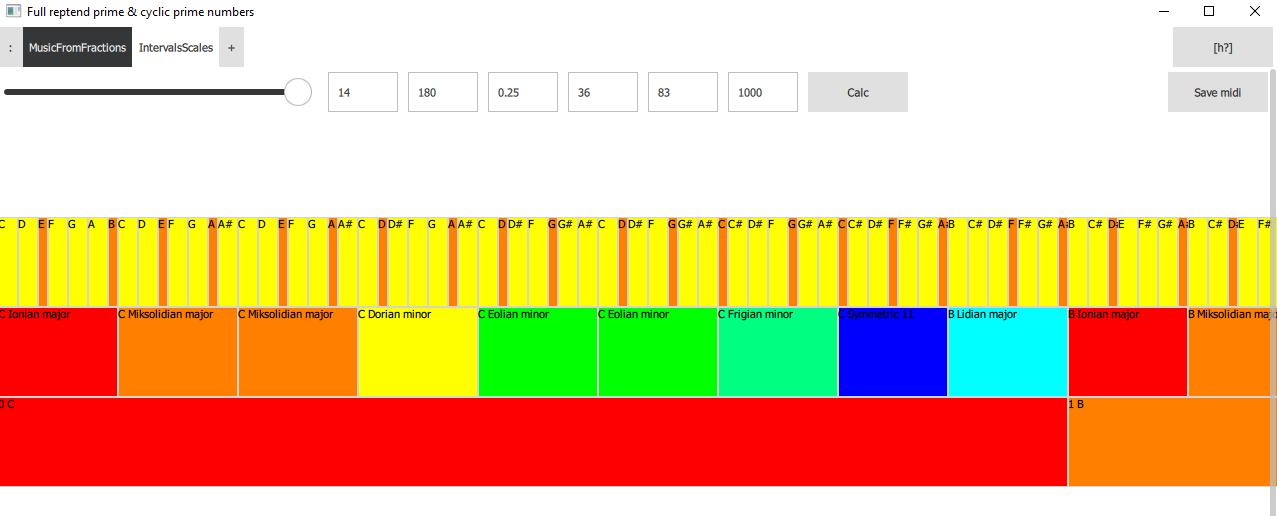 Full reptend prime & cyclic prime numbers
: MusicFromFractions IntervalsScales + [h?]
14 180 0.25 36 83 1000 Calc Save midi
C D E F G A B C D E F G A A# C D E F G A A# C D D# F G A A# C D D# F G G# A# C D D# F G G# A# C C# D# F G G# A# C C# D# F F# G# A# B C# D# F F# G# A# B C# D# E F# G# A# B C# D# E F#
C Ionian major C Miksolidian major C Miksolidian major C Dorian minor C Eolian minor C Eolian minor C Frigian minor C Symmetric 11 B Lidian major B Ionian major B Miksolidian major
0 C 1 B